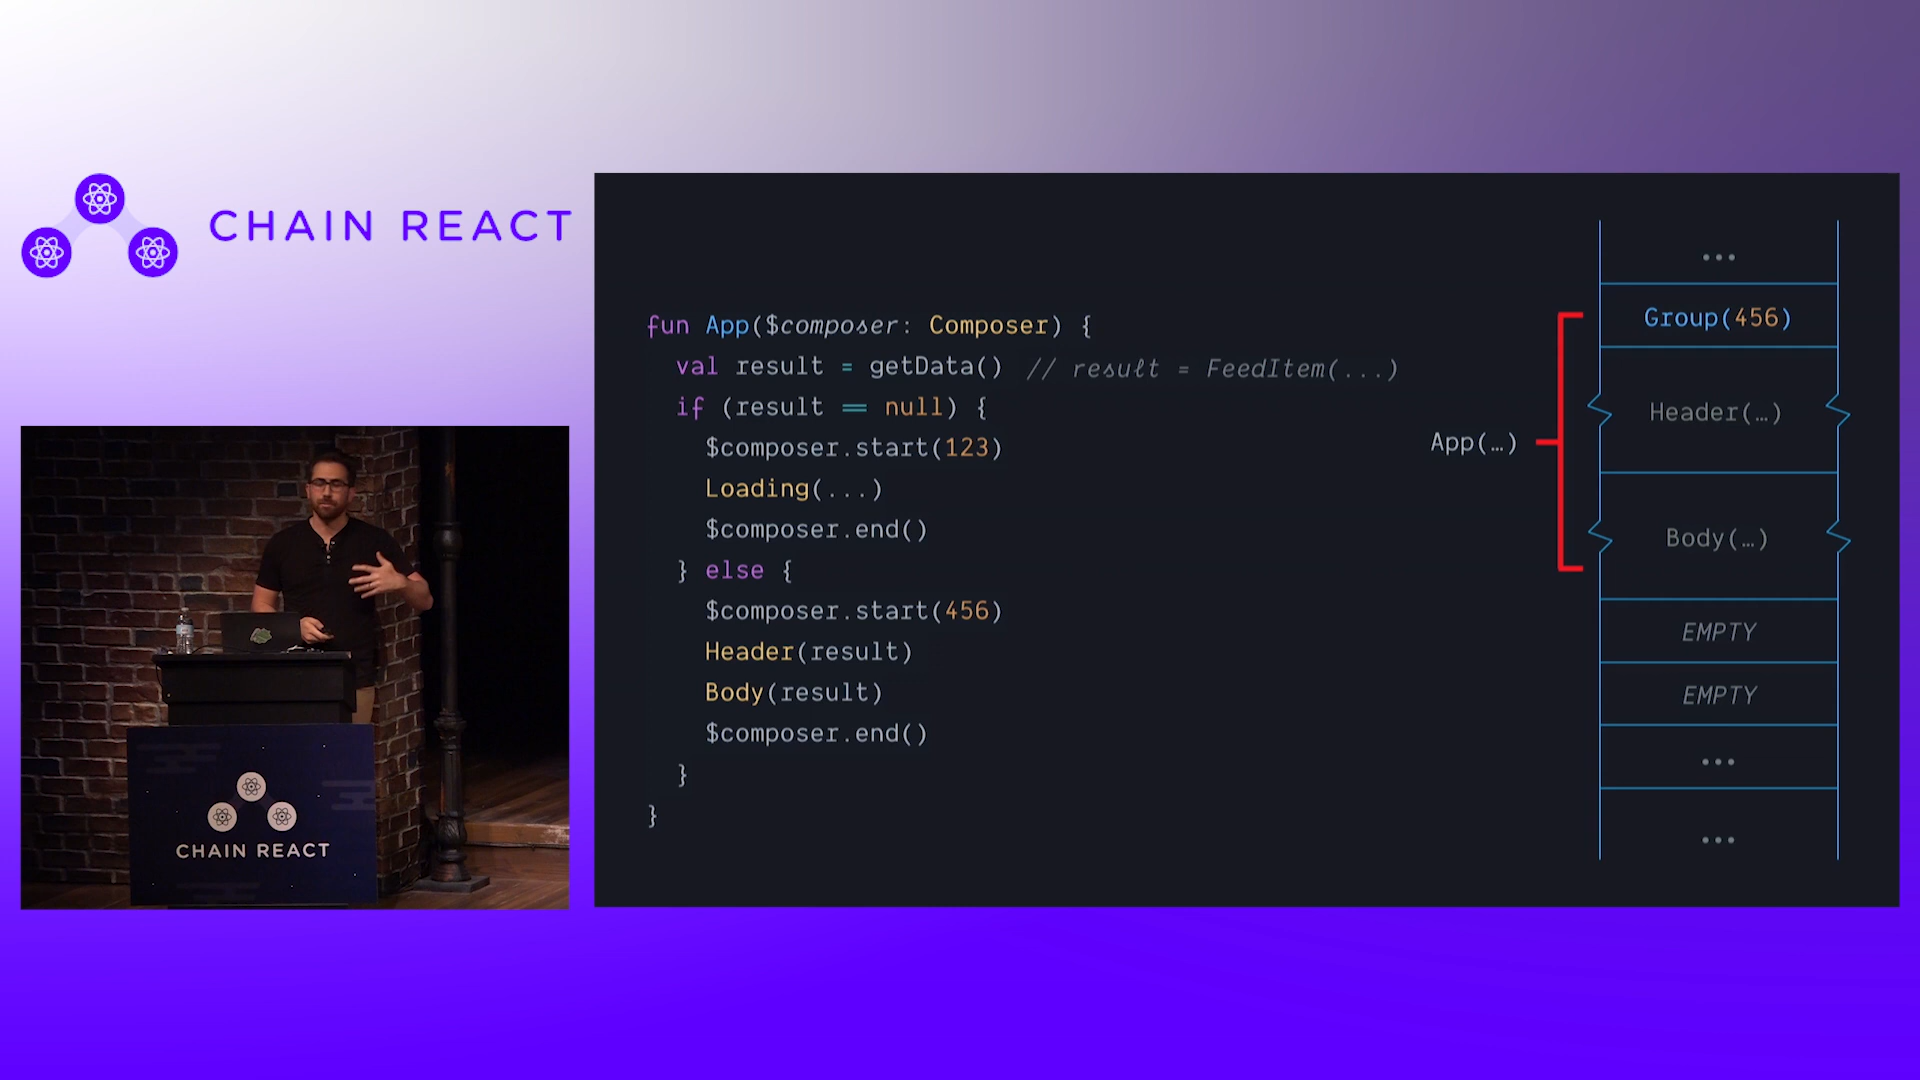 CHAIN REACT
fun App($composer: Composer) {
val result = getData() // result = FeedItem(...)
if (result == null) {
$composer.start(123)
Loading(...)
$composer.end()
} else {
$composer.start(456)
Header(result)
Body(result)
$composer.end()
}
}
App(…)
...
Group(456)
Header(…)
Body(…)
EMPTY
EMPTY
...
...
CHAIN REACT